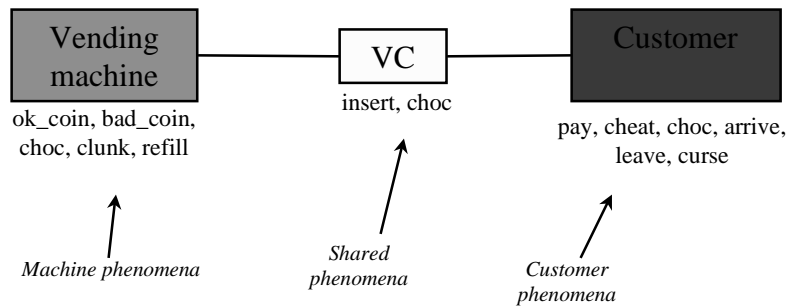 Vending
machine
VC
Customer
ok_coin, bad_coin,
choc, clunk, refill
insert, choc
pay, cheat, choc, arrive,
leave, curse
Machine phenomena
Shared
phenomena
Customer
phenomena